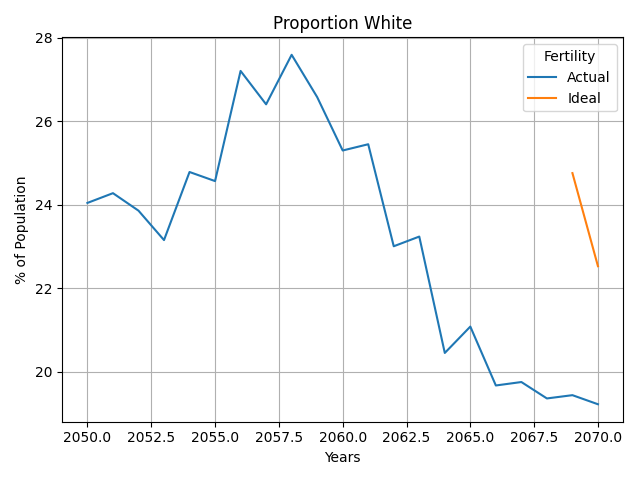 Proportion White
28
26
24
22
20
% of Population
2050.0 2052.5 2055.0 2057.5 2060.0 2062.5 2065.0 2067.5 2070.0
Years
Fertility
Actual
Ideal